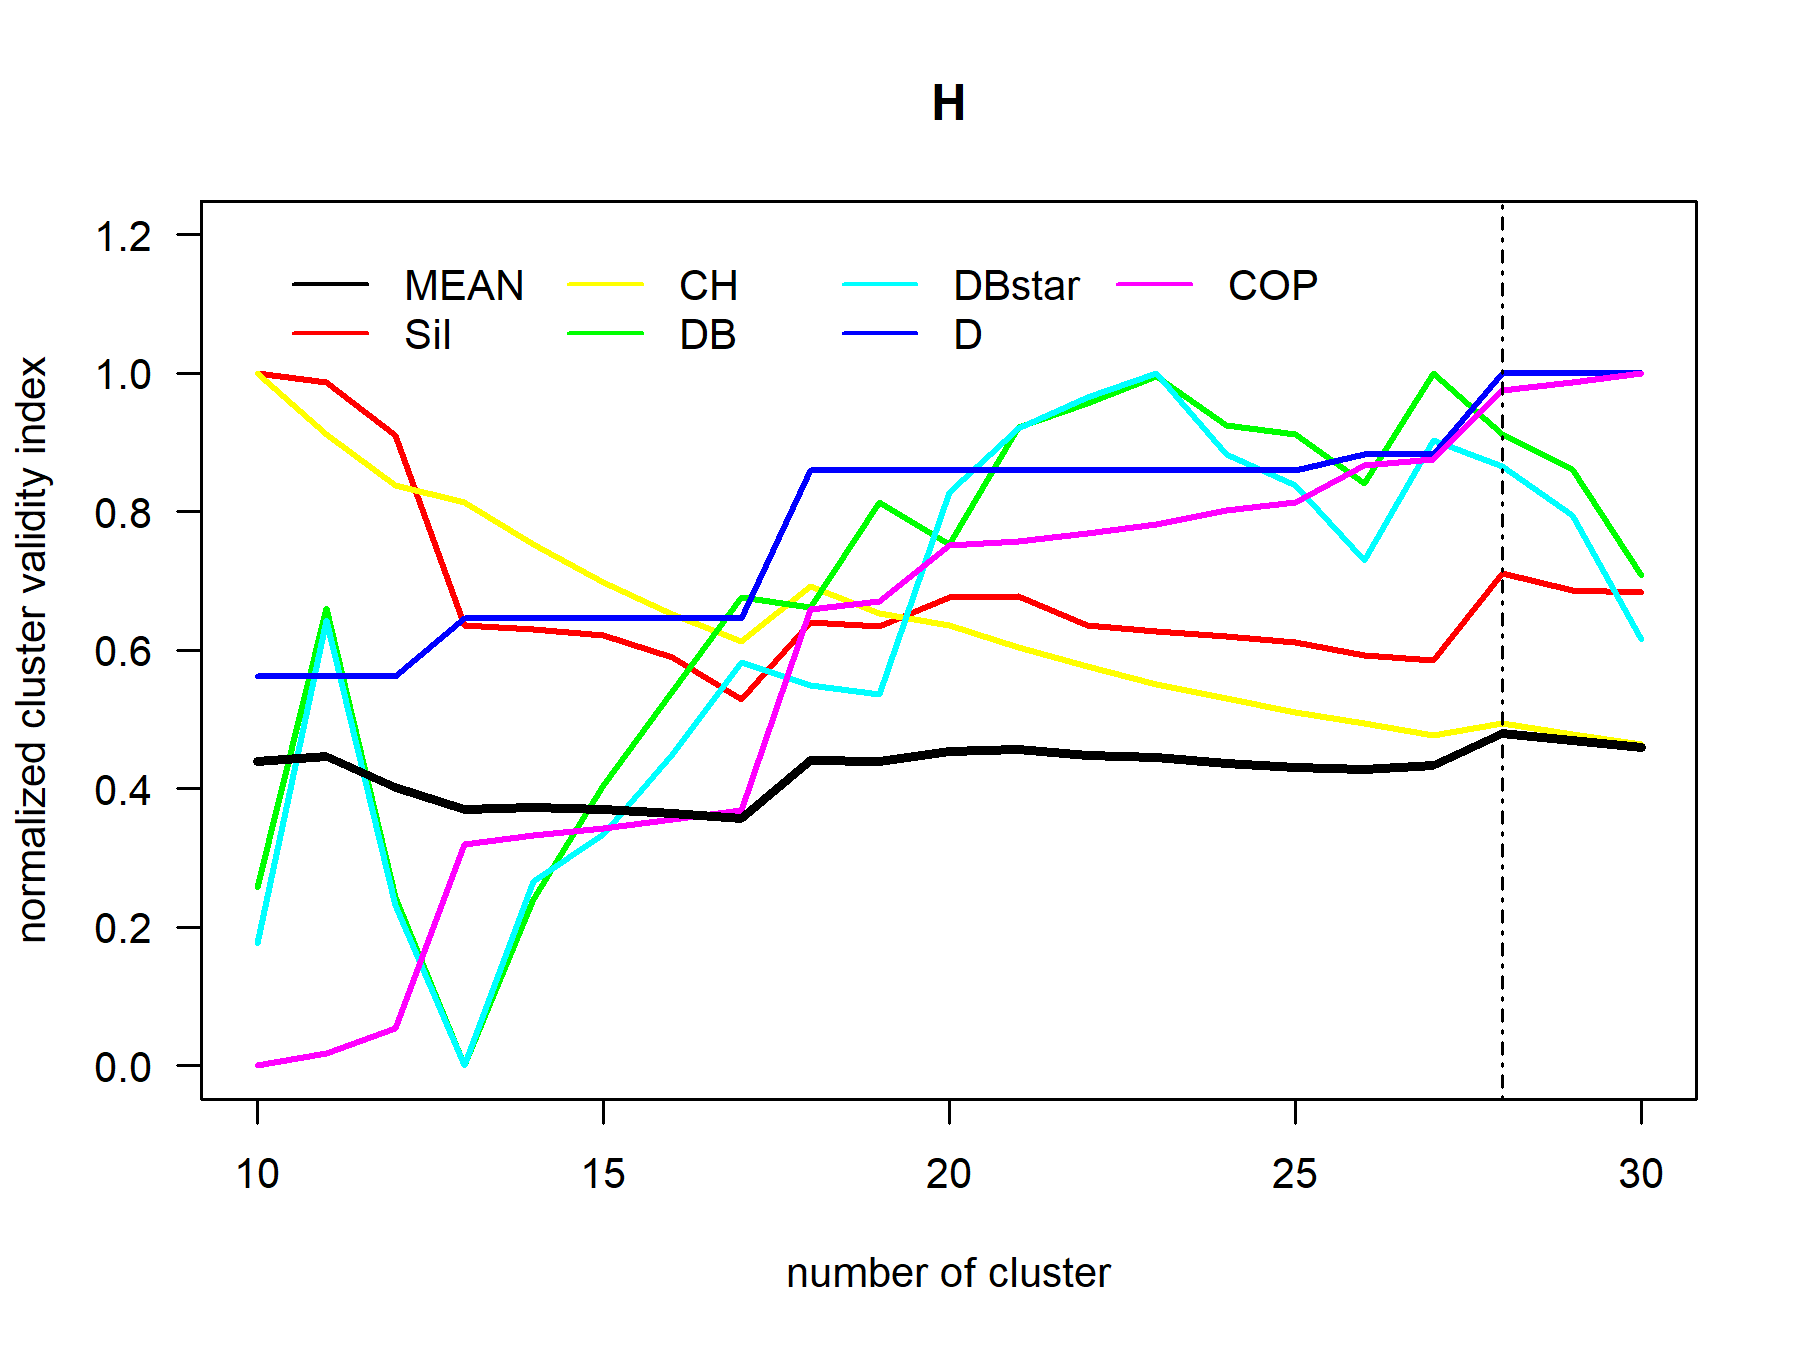 H
normalized cluster validity index
1.2
1.0
0.8
0.6
0.4
0.2
0.0
MEAN CH DBstar COP
Sil DB D
10 15 20 25 30
number of cluster